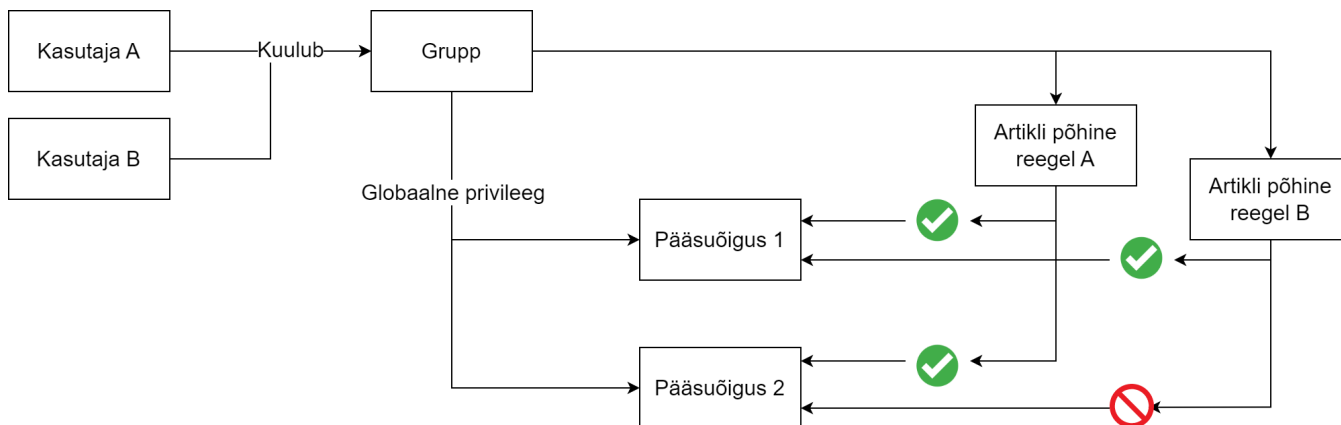 Kasutaja A
Kuulub
Grupp
Kasutaja B
Artikli põhine
reegel A
Artikli põhine
reegel B
Globaalne privileeg
Pääsuõigus 1
Pääsuõigus 2